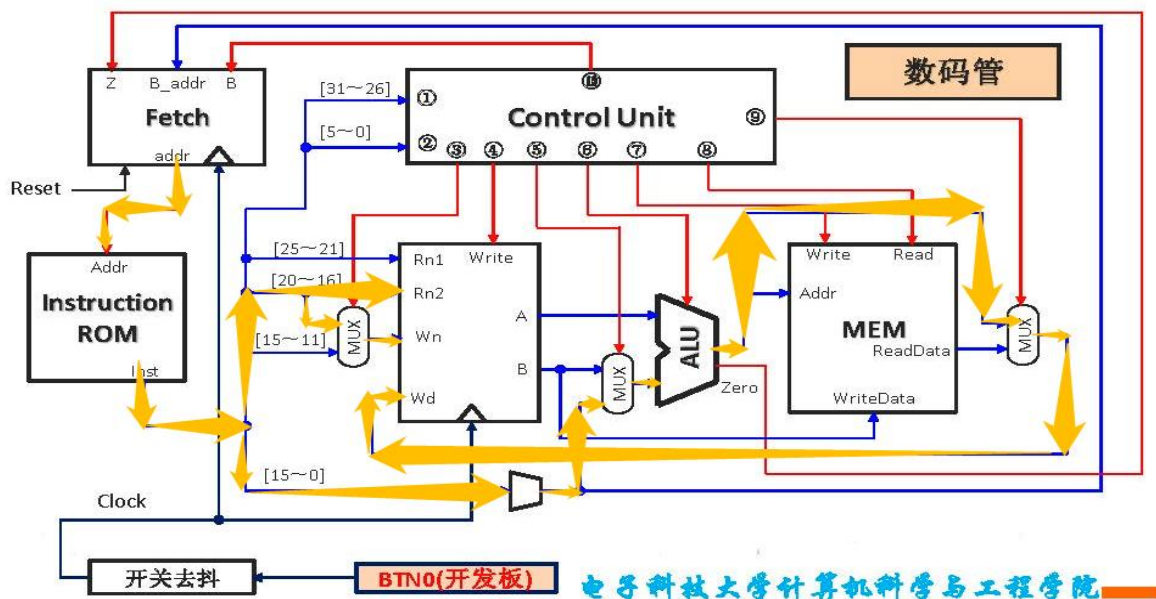 Z B_addr B
Fetch
addr
Reset
Addr
Instruction
ROM
Inst
Clock
开关去抖
BTN0(开发板)
[31～26]
[5～0]
①
②
③ ④ ⑤ ⑥ ⑦ ⑧
⑨
⑩
Control Unit
数码管
[25～21]
[20～16]
[15～11]
[15～0]
MUX
Rn1 Write
Rn2
Wn
Wd
A
B
MUX
ALU
Zero
Write Read
Addr
MEM
ReadData
WriteData
MUX
电子科技大学计算机科学与工程学院